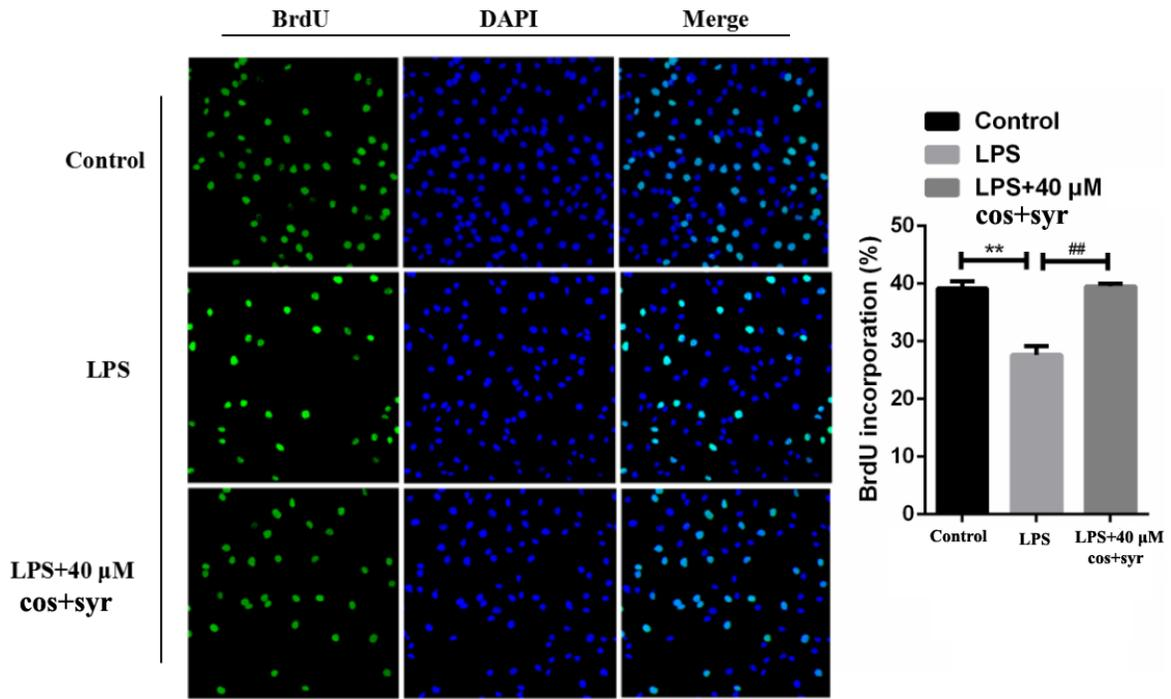 BrdU DAPI Merge
Control
LPS
LPS+40 μM
cos+syr
Control
LPS
LPS+40 μM
cos+syr
BrdU incorporation (%)
50
40
30
20
10
0
** ##
Control LPS LPS+40 μM
cos+syr